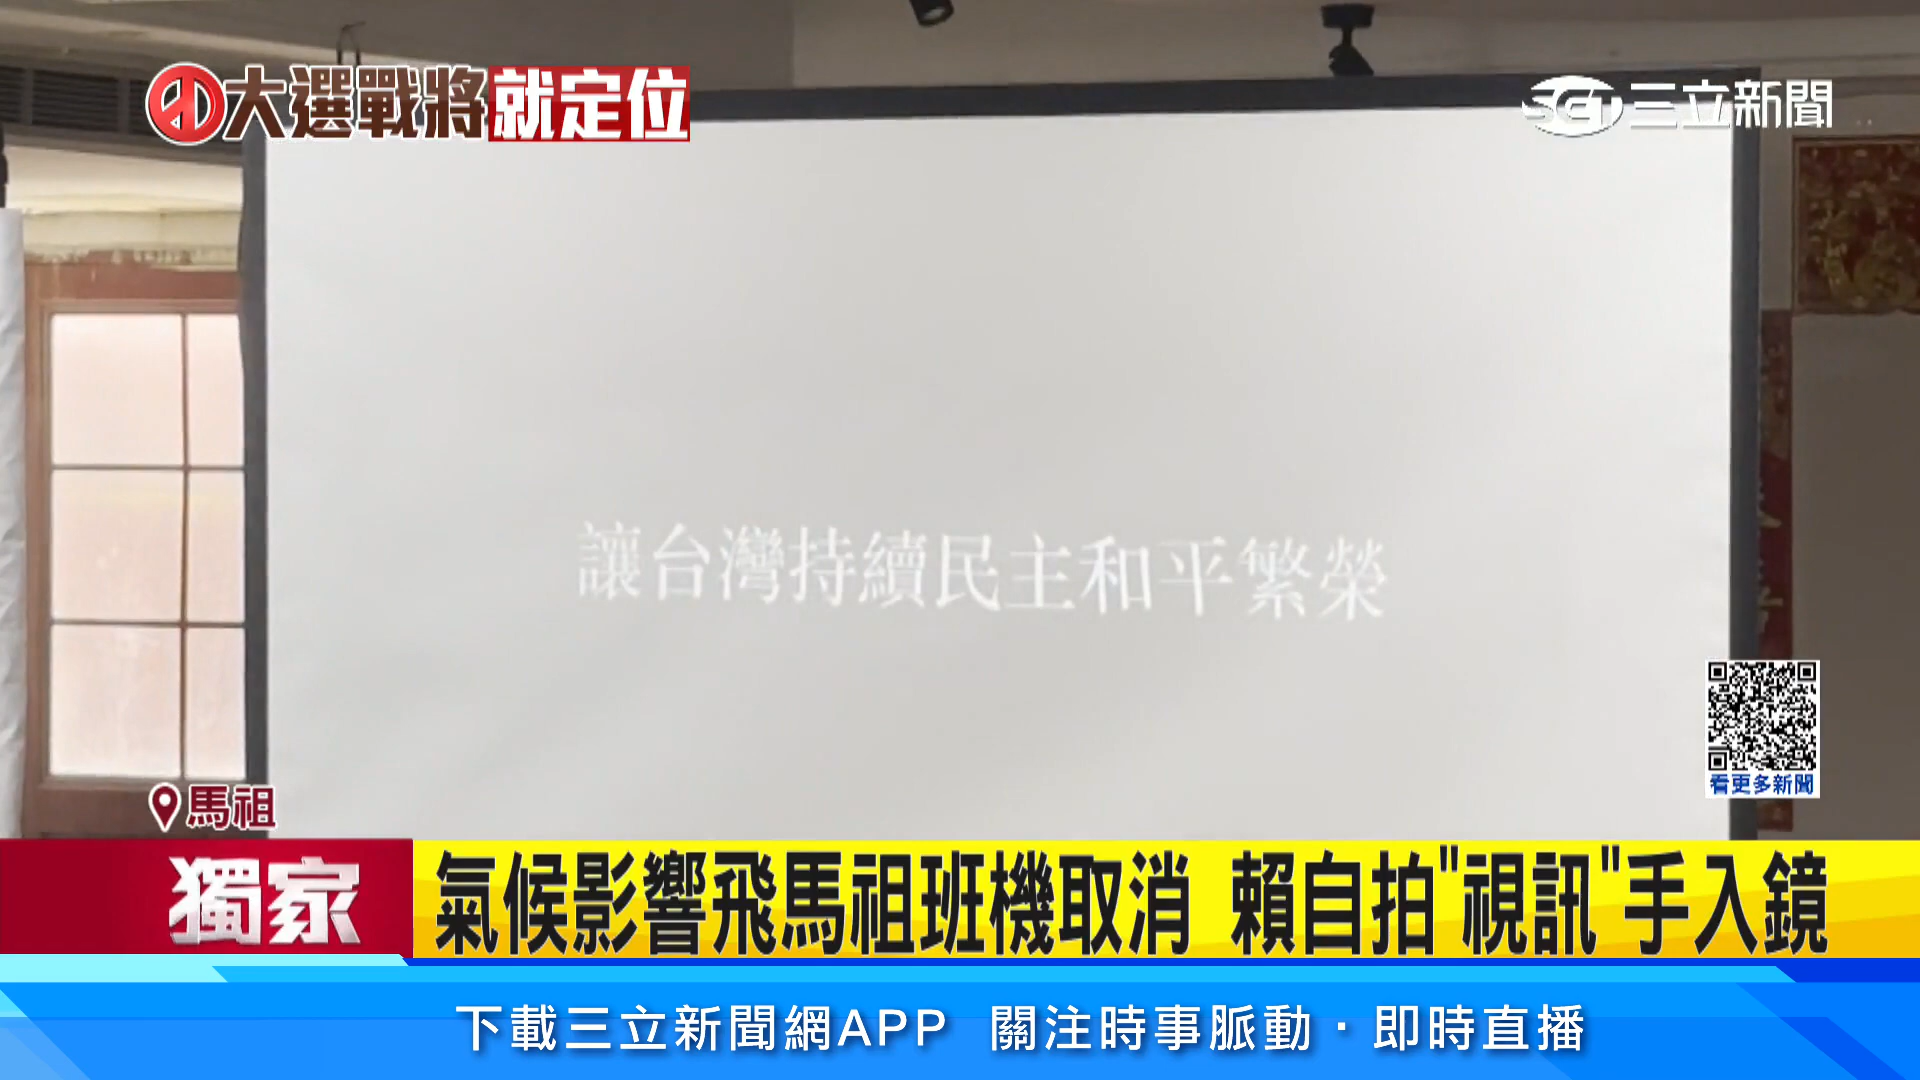 大選戰將就定位
SET三立新聞
讓台灣持續民主和平繁榮
看更多新聞
馬祖
獨家
氣候影響飛馬祖班機取消 賴自拍"視訊"手入鏡
下載三立新聞網APP 關注時事脈動·即時直播